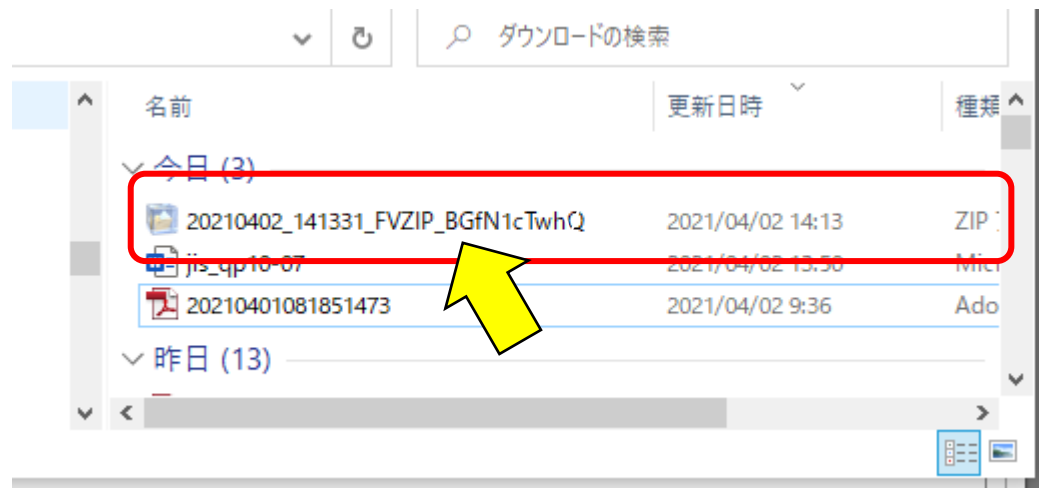 ダウンロードの検索
名前 更新日時 種類
今日 (3)
20210402_141331_FVZIP_BGfN1cTwhQ 2021/04/02 14:13 ZIP
jis_qp10-07 2021/04/02 13:50
20210401081851473 2021/04/02 9:36 Ado
昨日 (13)